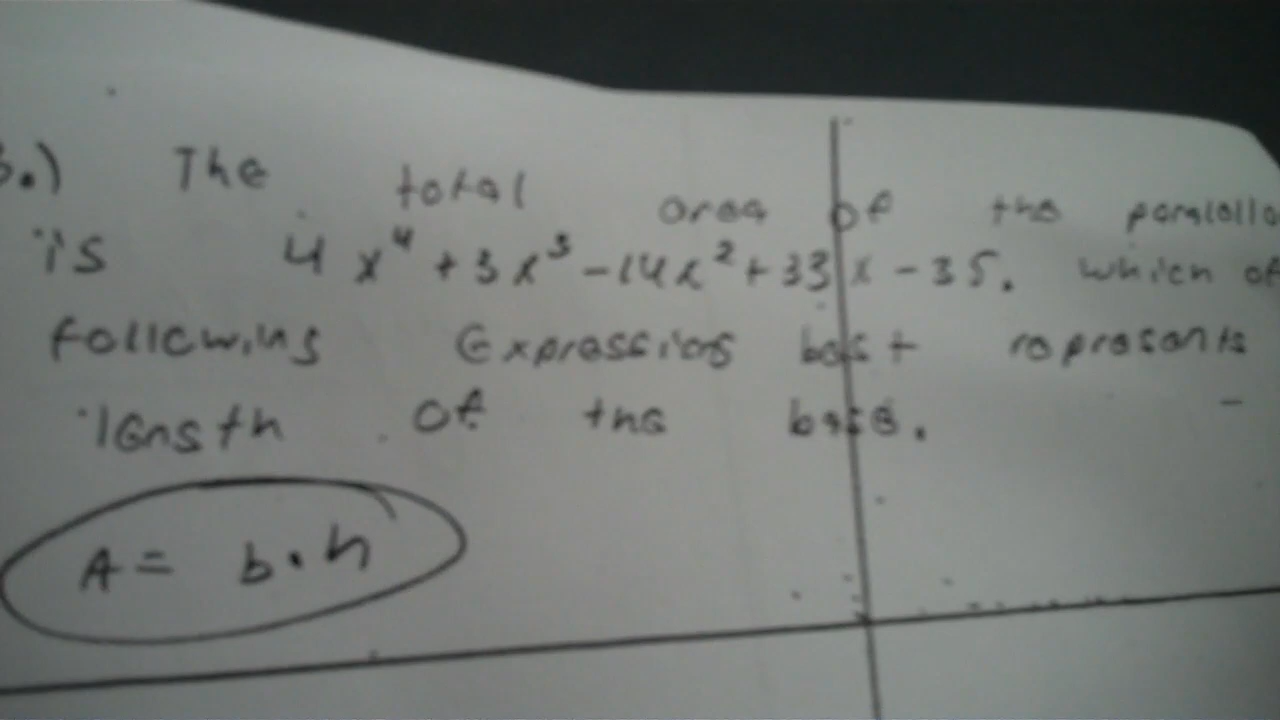 3.) The total area of the parallelo
is 4x⁴ + 3x³ - 14x² + 33x - 35. which of
following Expressions best represents
length of the base.
A = b · h